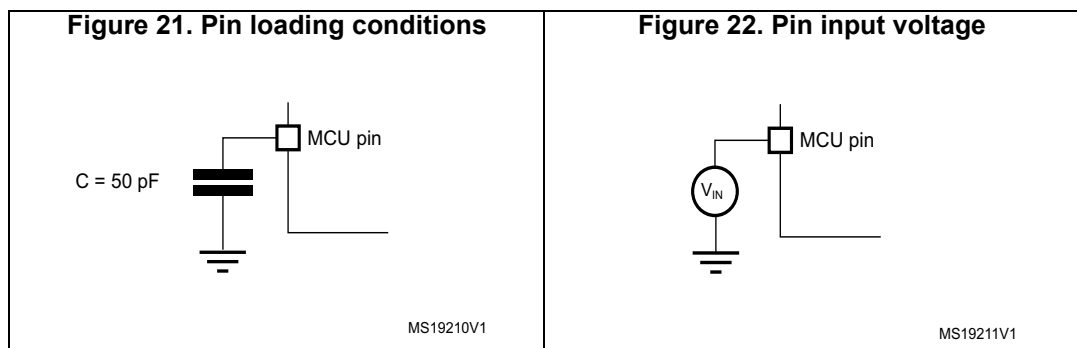 Figure 21. Pin loading conditions
MCU pin
C = 50 pF
MS19210V1
Figure 22. Pin input voltage
MCU pin
VIN
MS19211V1